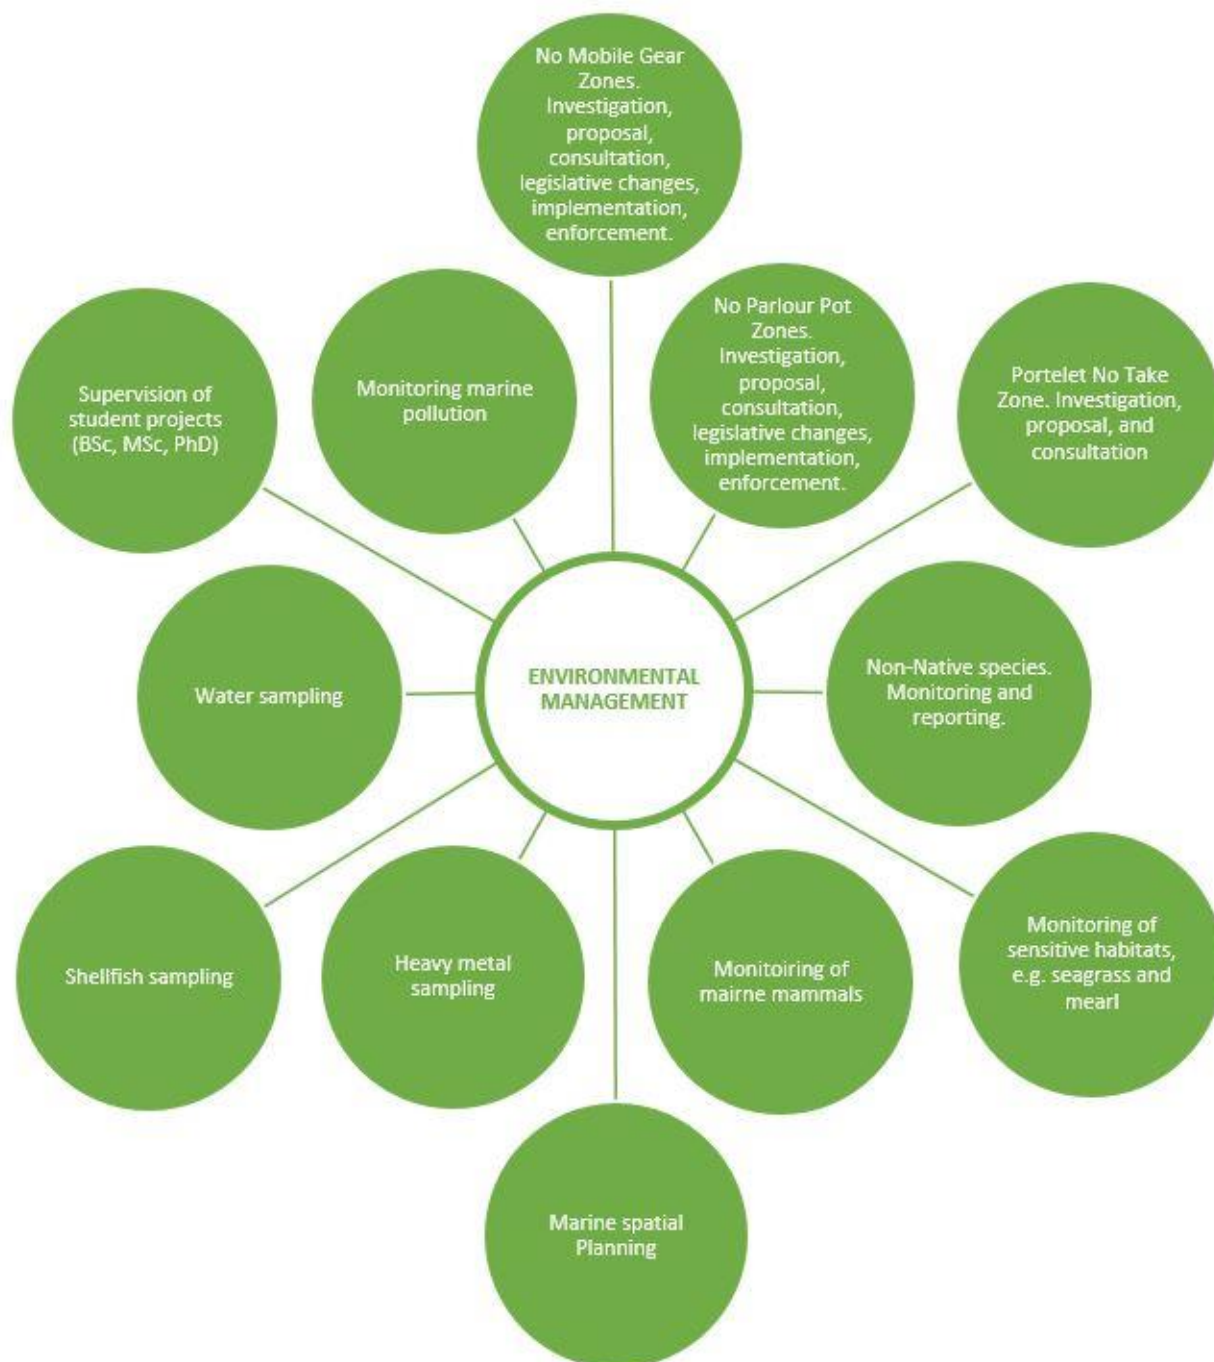 No Mobile Gear
Zones.
Investigation,
proposal,
consultation,
legislative changes,
implementation,
enforcement.
No Parlour Pot
Zones.
Investigation,
proposal,
consultation,
legislative changes,
implementation,
enforcement.
Portelet No Take
Zone. Investigation,
proposal, and
consultation
Non-Native species.
Monitoring and
reporting.
Monitoring of
sensitive habitats,
e.g. seagrass and
mearl
Monitoiring of
mairne mammals
Marine spatial
Planning
Heavy metal
sampling
Shellfish sampling
Water sampling
Supervision of
student projects
(BSc, MSc, PhD)
Monitoring marine
pollution
ENVIRONMENTAL
MANAGEMENT